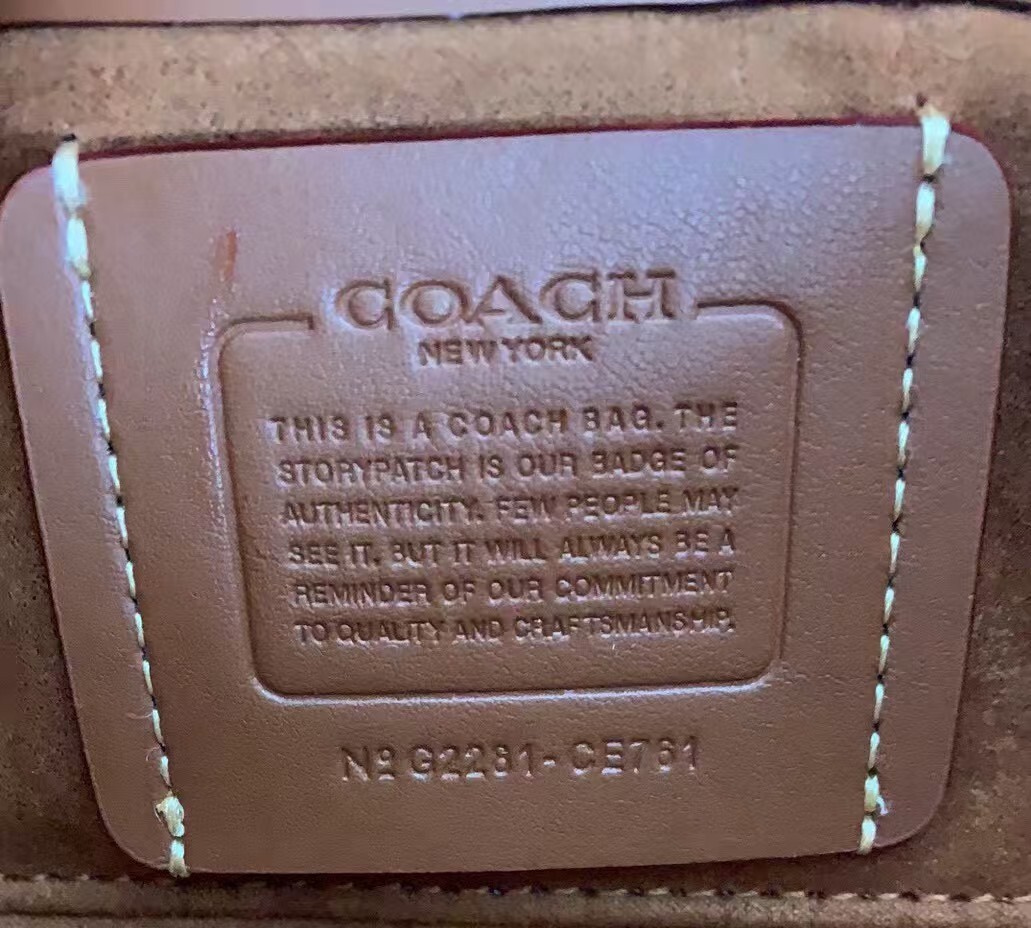 COACH
NEW YORK
THIS IS A COACH BAG. THE
STORYPATCH IS OUR BADGE OF
AUTHENTICITY. FEW PEOPLE MAY
SEE IT, BUT IT WILL ALWAYS BE A
REMINDER OF OUR COMMITMENT
TO QUALITY AND CRAFTSMANSHIP.
Nº G2261-CE761